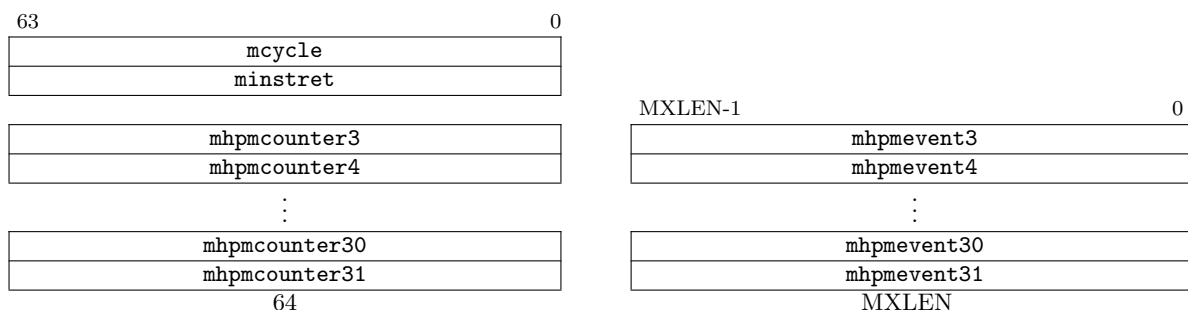 63 0
mcycle
minstret
mhpmcounter3
mhpmcounter4
⋮
mhpmcounter30
mhpmcounter31
64
MXLEN-1 0
mhpmevent3
mhpmevent4
⋮
mhpmevent30
mhpmevent31
MXLEN